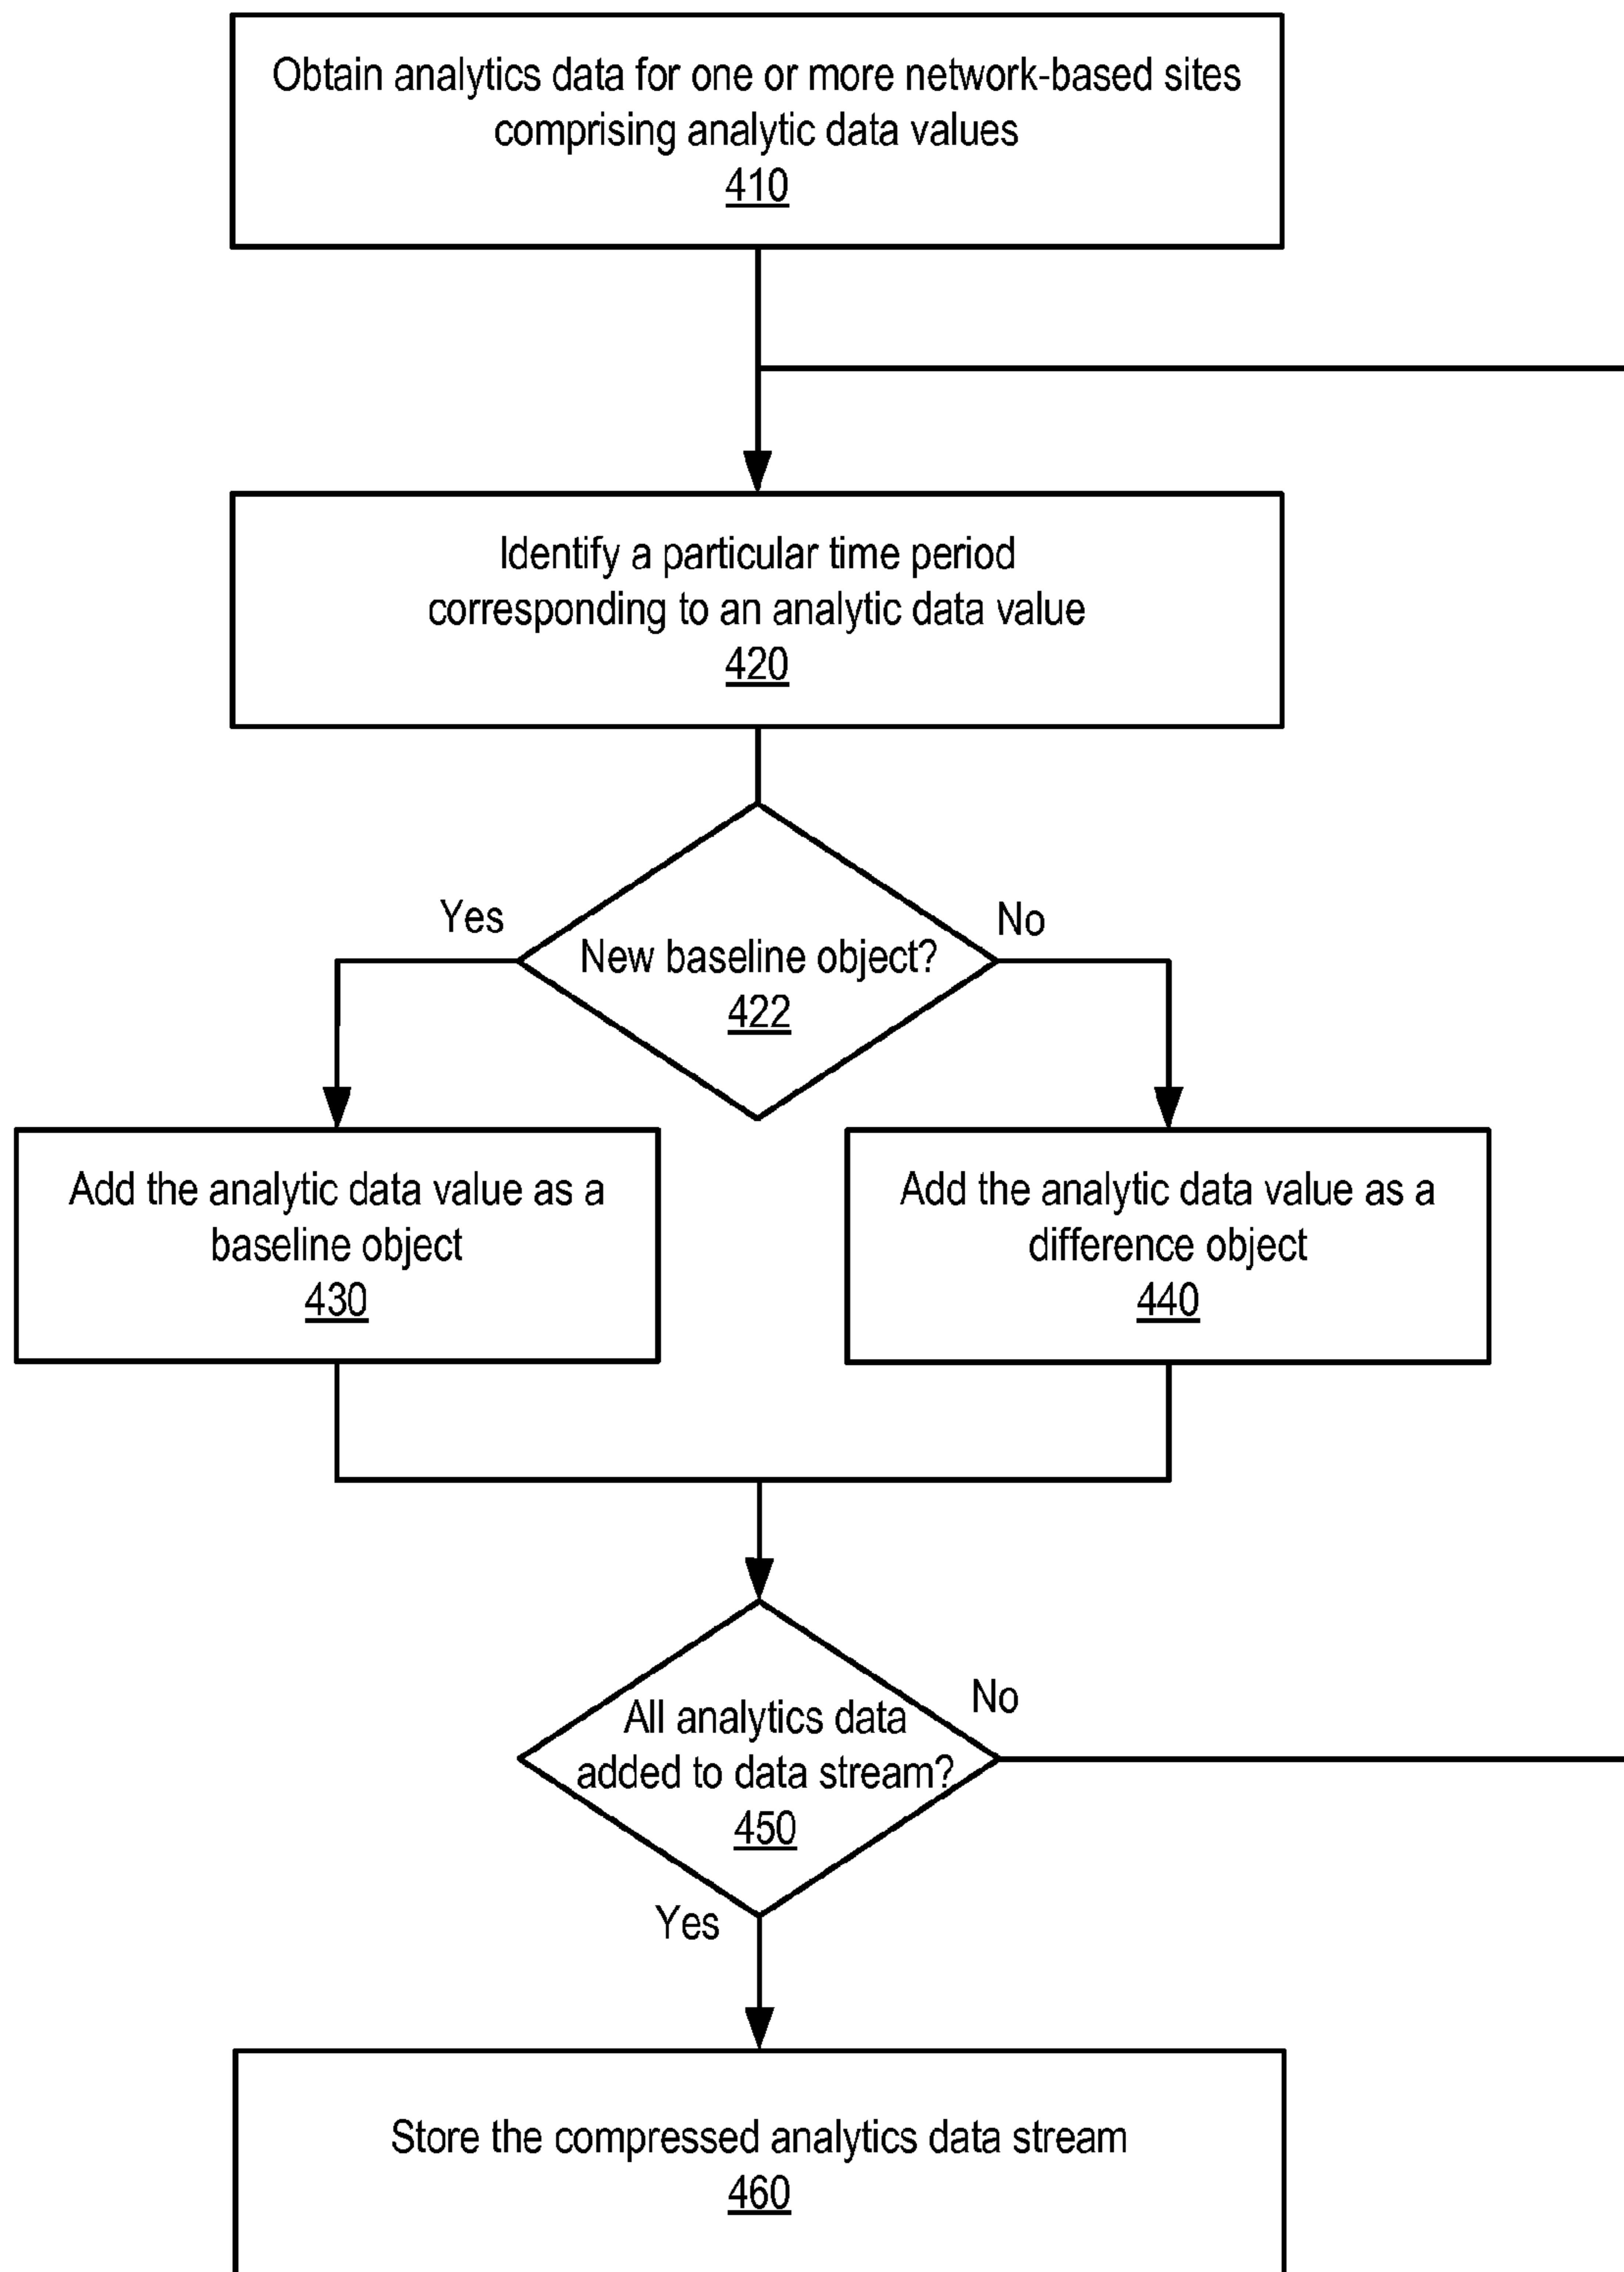 Obtain analytics data for one or more network-based sites
comprising analytic data values
410
Identify a particular time period
corresponding to an analytic data value
420
Yes
No
New baseline object?
422
Add the analytic data value as a
baseline object
430
Add the analytic data value as a
difference object
440
No
All analytics data
added to data stream?
450
Yes
Store the compressed analytics data stream
460